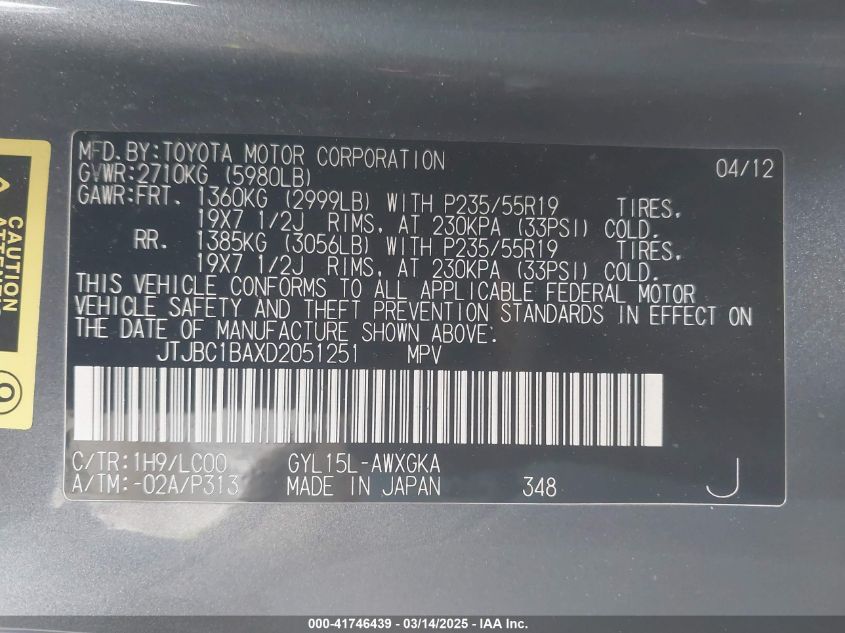 MFD.BY:TOYOTA MOTOR CORPORATION 04/12
GVWR:2710KG (5980LB)
GAWR:FRT. 1360KG (2999LB) WITH P235/55R19 TIRES,
19X7 1/2J RIMS, AT 230KPA (33PSI) COLD.
RR. 1385KG (3056LB) WITH P235/55R19 TIRES,
19X7 1/2J RIMS, AT 230KPA (33PSI) COLD.
THIS VEHICLE CONFORMS TO ALL APPLICABLE FEDERAL MOTOR
VEHICLE SAFETY AND THEFT PREVENTION STANDARDS IN EFFECT ON
THE DATE OF MANUFACTURE SHOWN ABOVE.
JTJBC1BAXD2051251 MPV
C/TR:1H9/LC00 GYL15L-AWXGKA
A/TM:-02A/P313 MADE IN JAPAN 348 J
CAUTION
000-41746439 - 03/14/2025 - IAA Inc.